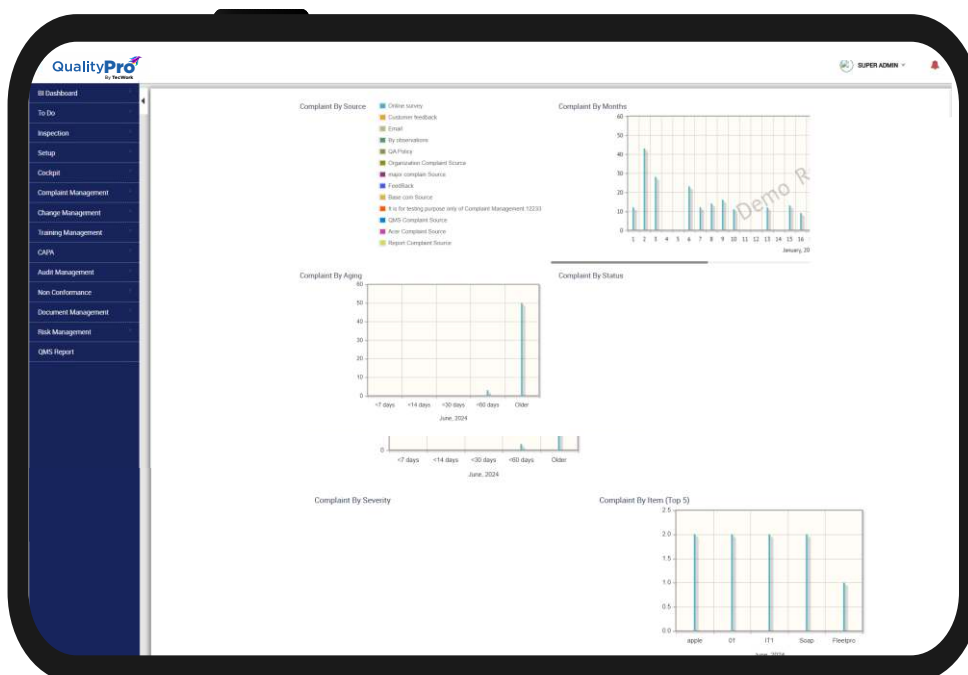 QualityPro
By TecWork
SUPER ADMIN
BI Dashboard
To Do
Inspection
Setup
Cockpit
Complaint Management
Change Management
Training Management
CAPA
Audit Management
Non Conformance
Document Management
Risk Management
QMS Report
Complaint By Source
Online survey
Customer feedback
Email
By observations
QA Policy
Organization Complaint Source
major complain Source
FeedBack
Base com Source
It is for testing purpose only of Complaint Management 12233
QMS Complaint Source
Acer Complaint Source
Report Complaint Source
Complaint By Months
60
50
40
30
20
10
0
1 2 3 4 5 6 7 8 9 10 11 12 13 14 15 16
January, 20
Demo R
Complaint By Aging
60
50
40
30
20
10
0
<7 days <14 days <30 days <60 days Older
June, 2024
Complaint By Status
0
<7 days <14 days <30 days <60 days Older
June, 2024
Complaint By Severity
Complaint By Item (Top 5)
2.5
2.0
1.5
1.0
0.5
0.0
apple 01 IT1 Soap Fleetpro
June, 2024